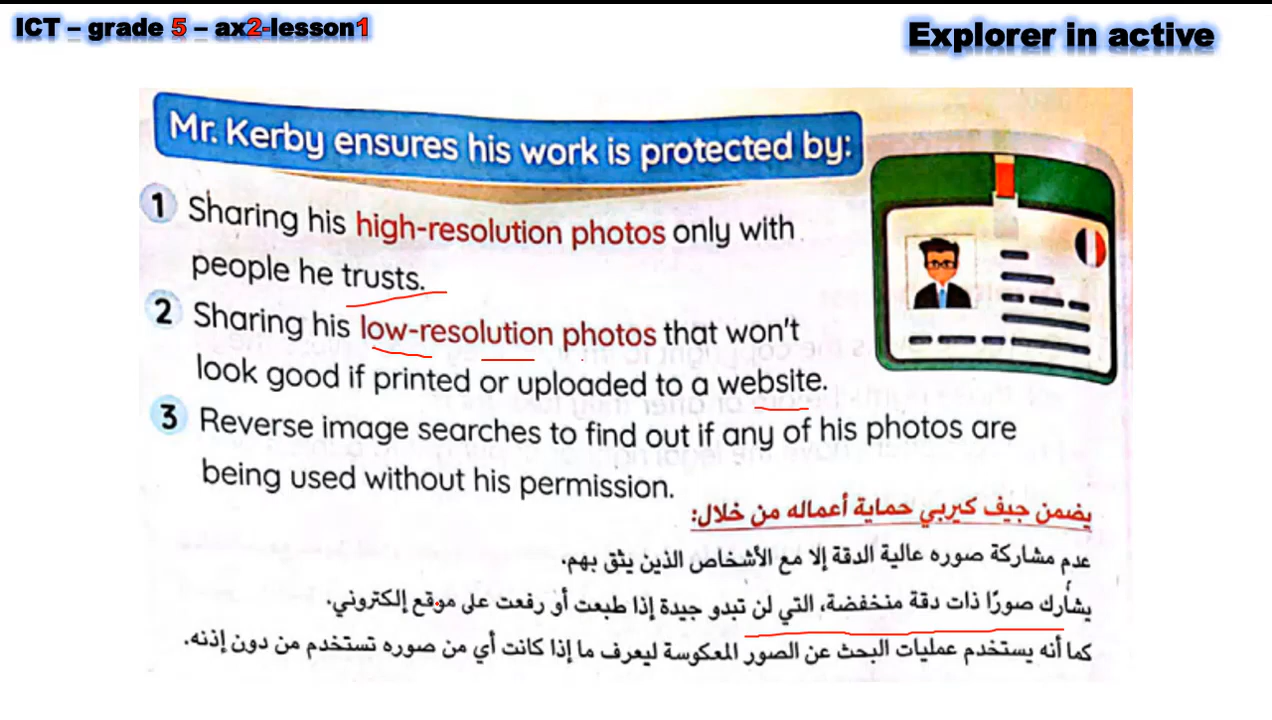 ICT – grade 5 – ax2-lesson1
Explorer in active
Mr. Kerby ensures his work is protected by:
1 Sharing his high-resolution photos only with
people he trusts.
2 Sharing his low-resolution photos that won't
look good if printed or uploaded to a website.
3 Reverse image searches to find out if any of his photos are
being used without his permission.
يضمن جيف كيربي حماية أعماله من خلال:
عدم مشاركة صوره عالية الدقة إلا مع الأشخاص الذين يثق بهم.
يشارك صورًا ذات دقة منخفضة، التي لن تبدو جيدة إذا طبعت أو رفعت على موقع إلكتروني.
كما أنه يستخدم عمليات البحث عن الصور المعكوسة ليعرف ما إذا كانت أي من صوره تستخدم من دون إذنه.